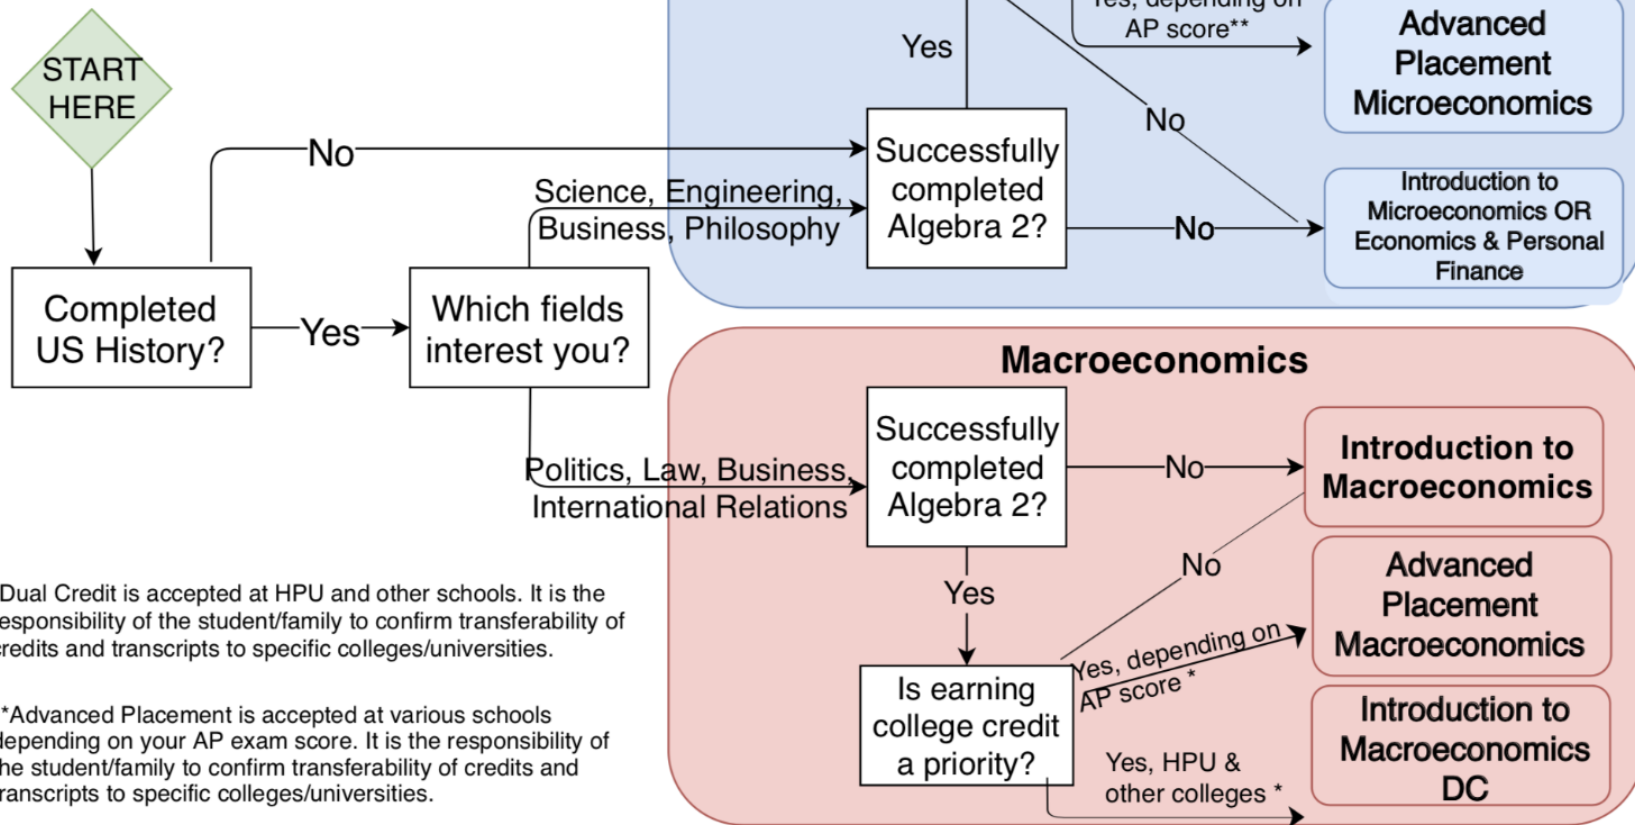 START
HERE
Completed
US History?
No
Yes
Which fields
interest you?
Science, Engineering,
Business, Philosophy
Politics, Law, Business,
International Relations
Yes
Successfully
completed
Algebra 2?
Yes, depending on
AP score**
No
No
Advanced
Placement
Microeconomics
Introduction to
Microeconomics OR
Economics & Personal
Finance
Macroeconomics
Successfully
completed
Algebra 2?
No
Introduction to
Macroeconomics
Yes
No
Is earning
college credit
a priority?
Yes, depending on
AP score *
Advanced
Placement
Macroeconomics
Yes, HPU &
other colleges *
Introduction to
Macroeconomics
DC
Dual Credit is accepted at HPU and other schools. It is the
esponsibility of the student/family to confirm transferability of
credits and transcripts to specific colleges/universities.
*Advanced Placement is accepted at various schools
depending on your AP exam score. It is the responsibility of
he student/family to confirm transferability of credits and
transcripts to specific colleges/universities.